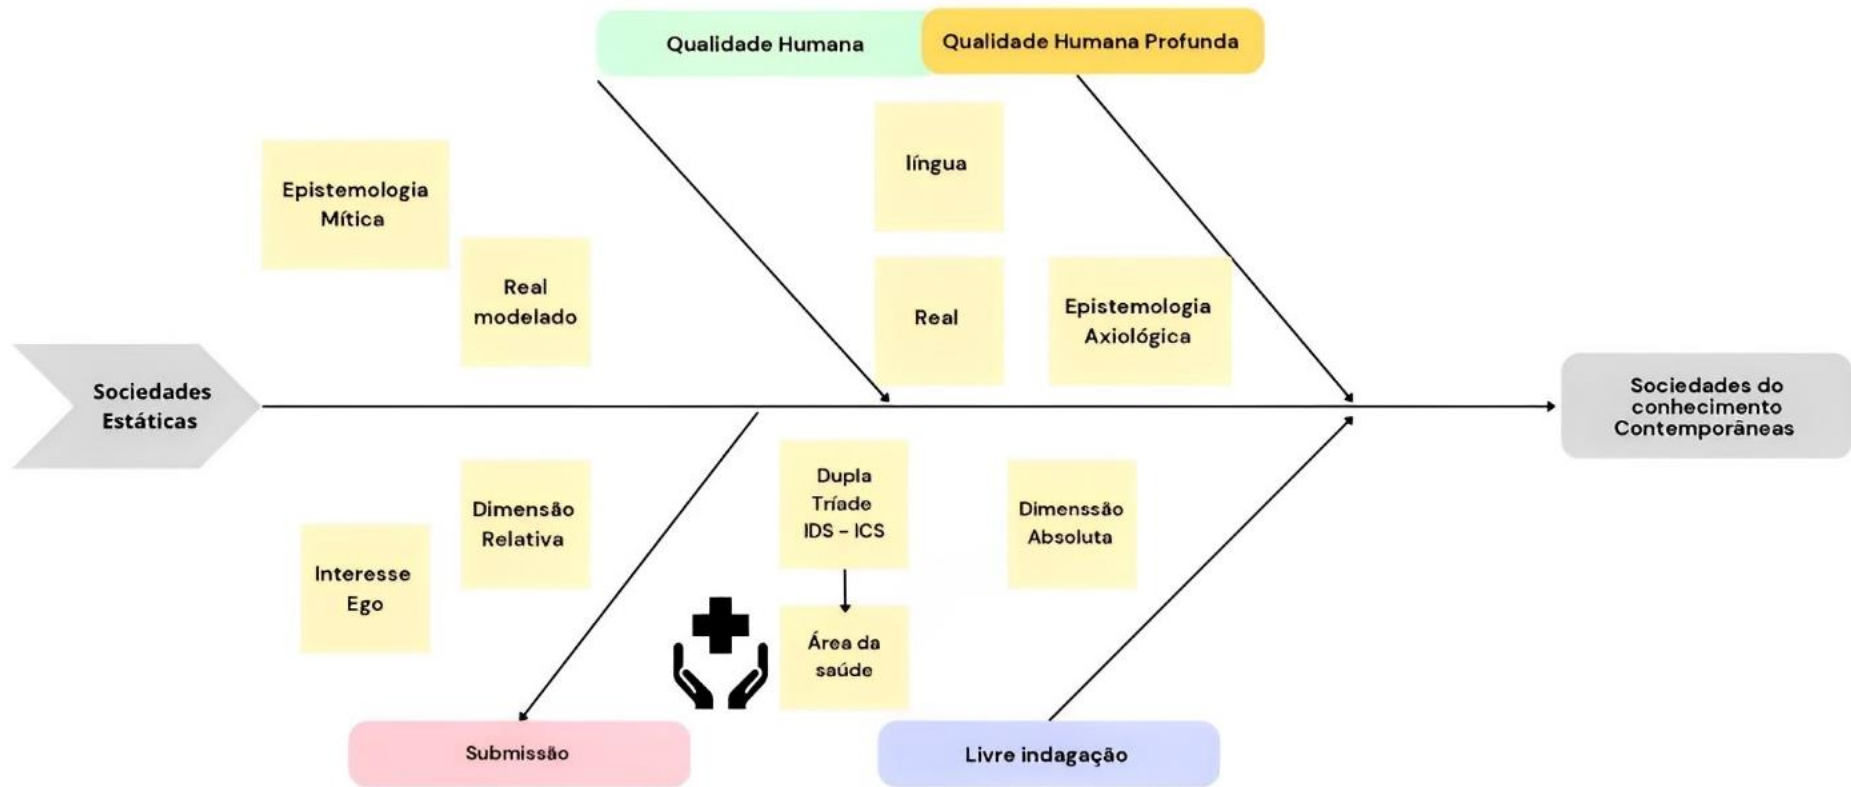 Qualidade Humana
Qualidade Humana Profunda
língua
Epistemologia
Mítica
Real
modelado
Real
Epistemologia
Axiológica
Sociedades
Estáticas
Sociedades do
conhecimento
Contemporâneas
Dimensão
Relativa
Interesse
Ego
Dupla
Tríade
IDS - ICS
Dimenssão
Absoluta
Área da
saúde
Submissão
Livre indagação